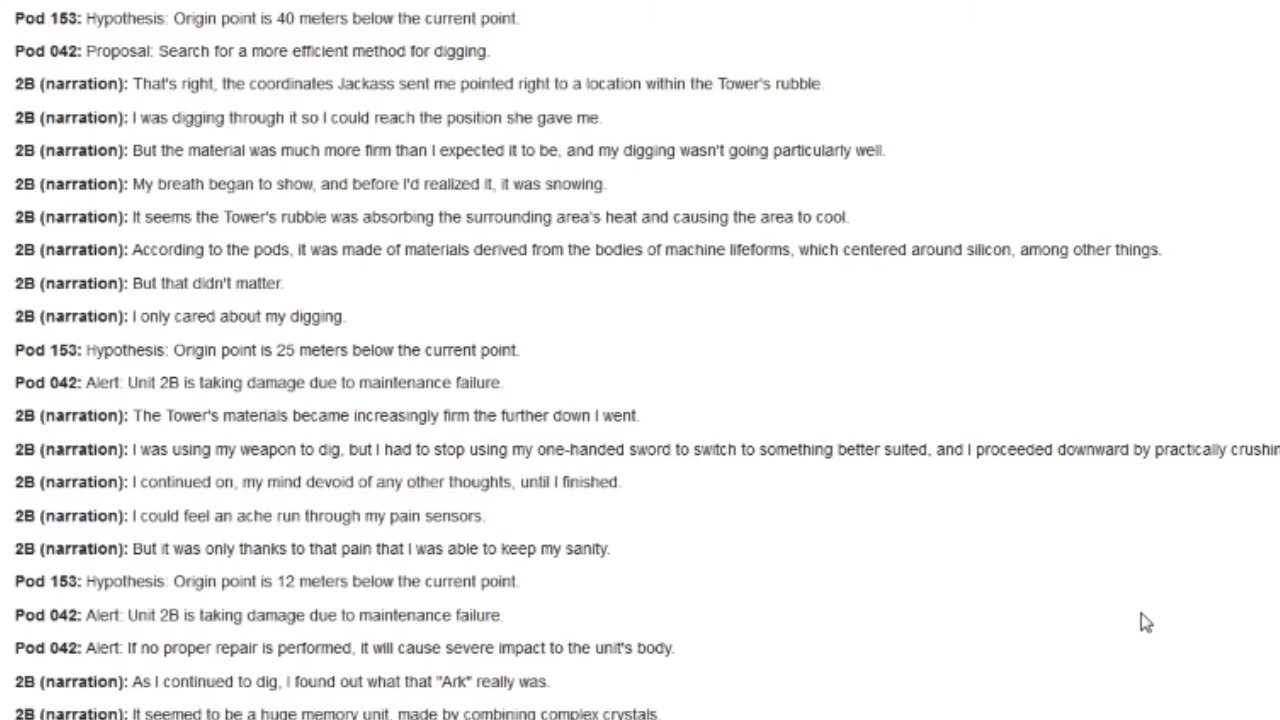 Pod 153: Hypothesis: Origin point is 40 meters below the current point.
Pod 042: Proposal: Search for a more efficient method for digging.
2B (narration): That's right, the coordinates Jackass sent me pointed right to a location within the Tower's rubble.
2B (narration): I was digging through it so I could reach the position she gave me.
2B (narration): But the material was much more firm than I expected it to be, and my digging wasn't going particularly well.
2B (narration): My breath began to show, and before I'd realized it, it was snowing.
2B (narration): It seems the Tower's rubble was absorbing the surrounding area's heat and causing the area to cool.
2B (narration): According to the pods, it was made of materials derived from the bodies of machine lifeforms, which centered around silicon, among other things.
2B (narration): But that didn't matter.
2B (narration): I only cared about my digging.
Pod 153: Hypothesis: Origin point is 25 meters below the current point.
Pod 042: Alert: Unit 2B is taking damage due to maintenance failure.
2B (narration): The Tower's materials became increasingly firm the further down I went.
2B (narration): I was using my weapon to dig, but I had to stop using my one-handed sword to switch to something better suited, and I proceeded downward by practically crushin
2B (narration): I continued on, my mind devoid of any other thoughts, until I finished.
2B (narration): I could feel an ache run through my pain sensors.
2B (narration): But it was only thanks to that pain that I was able to keep my sanity.
Pod 153: Hypothesis: Origin point is 12 meters below the current point.
Pod 042: Alert: Unit 2B is taking damage due to maintenance failure.
Pod 042: Alert: If no proper repair is performed, it will cause severe impact to the unit's body.
2B (narration): As I continued to dig, I found out what that "Ark" really was.
2B (narration): It seemed to be a huge memory unit, made by combining complex crystals.